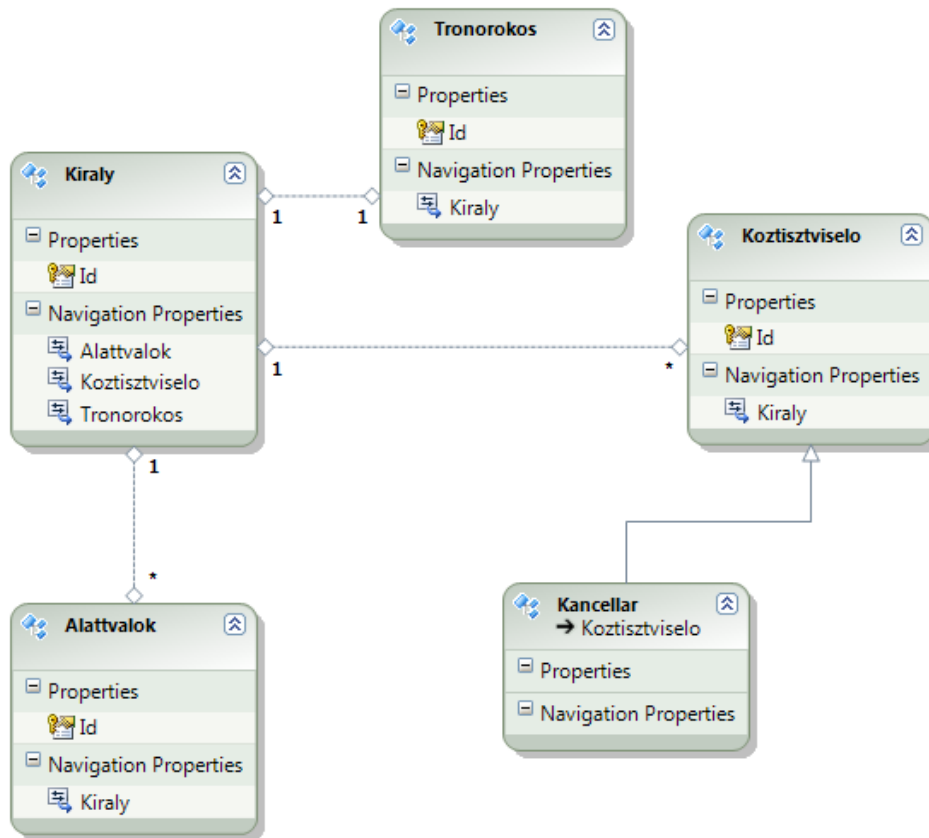 Tronorokos
Properties
Id
Navigation Properties
Kiraly
Kiraly
Properties
Id
Navigation Properties
Alattvalok
Koztisztviselo
Tronorokos
1
1
1
*
1
*
Koztisztviselo
Properties
Id
Navigation Properties
Kiraly
Alattvalok
Properties
Id
Navigation Properties
Kiraly
Kancellar
➔ Koztisztviselo
Properties
Navigation Properties